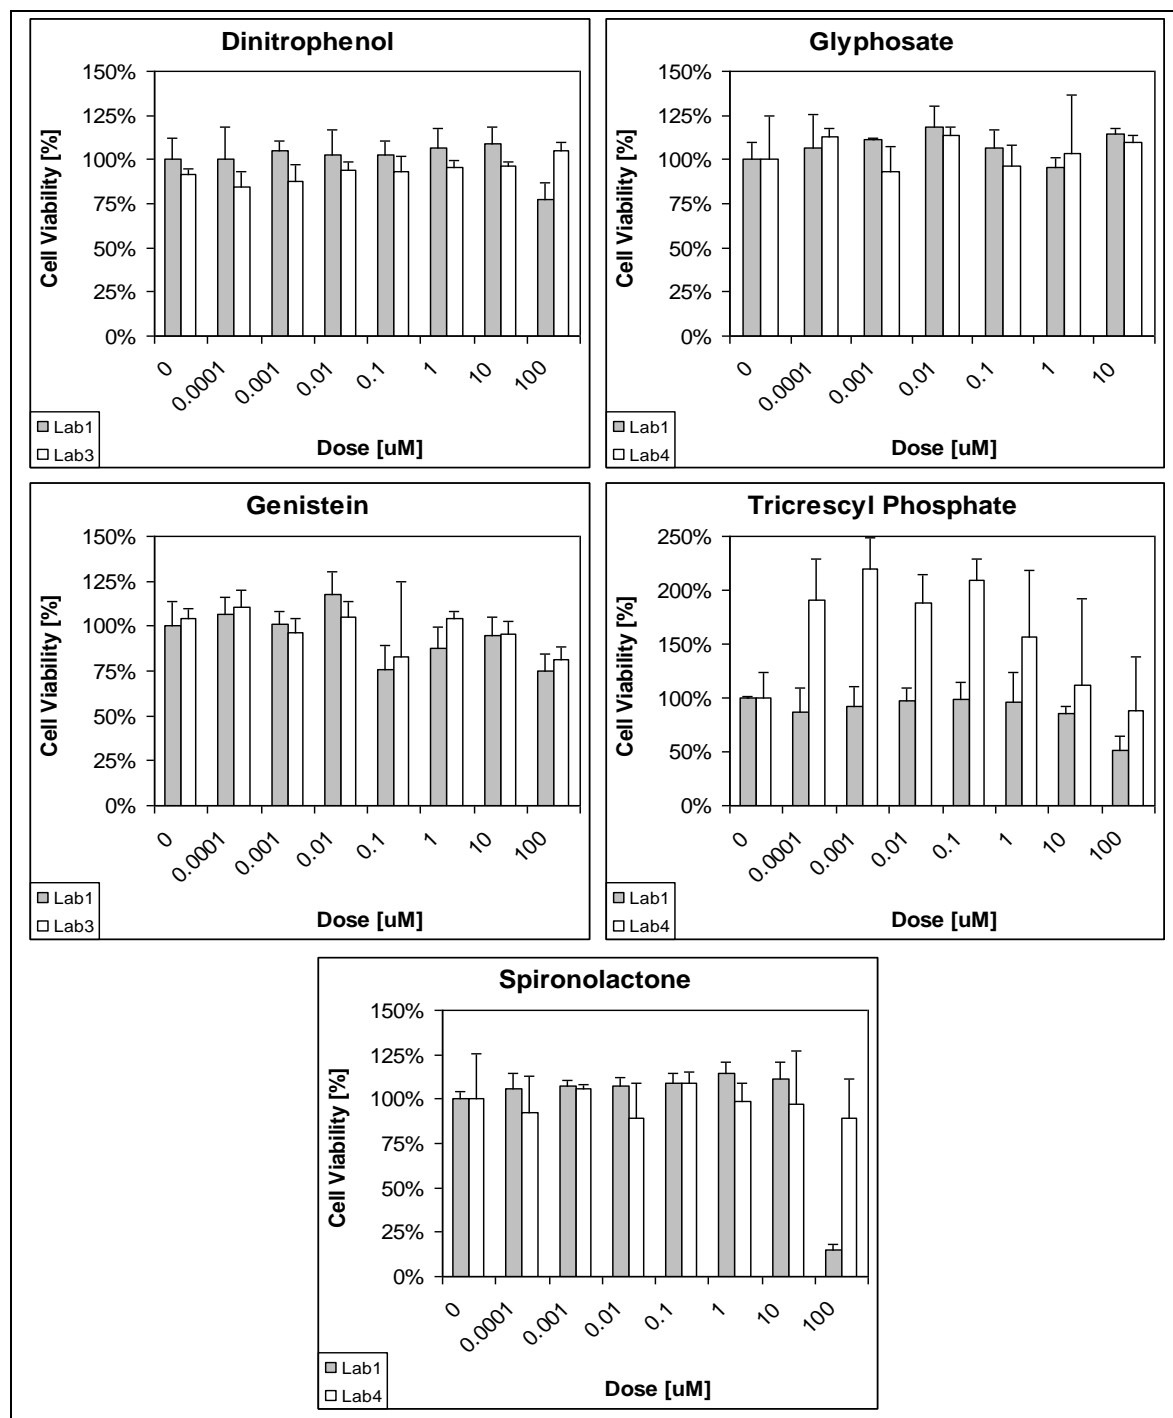 Dinitrophenol
150%
125%
100%
75%
50%
25%
0%
Cell Viability [%]
0
0.0001
0.001
0.01
0.1
1
10
100
Dose [uM]
Lab1
Lab3
Glyphosate
150%
125%
100%
75%
50%
25%
0%
Cell Viability [%]
0
0.0001
0.001
0.01
0.1
1
10
Dose [uM]
Lab1
Lab4
Genistein
150%
125%
100%
75%
50%
25%
0%
Cell Viability [%]
0
0.0001
0.001
0.01
0.1
1
10
100
Dose [uM]
Lab1
Lab3
Tricrescyl Phosphate
250%
200%
150%
100%
50%
0%
Cell Viability [%]
0
0.0001
0.001
0.01
0.1
1
10
100
Dose [uM]
Lab1
Lab4
Spironolactone
150%
125%
100%
75%
50%
25%
0%
Cell Viability [%]
0
0.0001
0.001
0.01
0.1
1
10
100
Dose [uM]
Lab1
Lab4